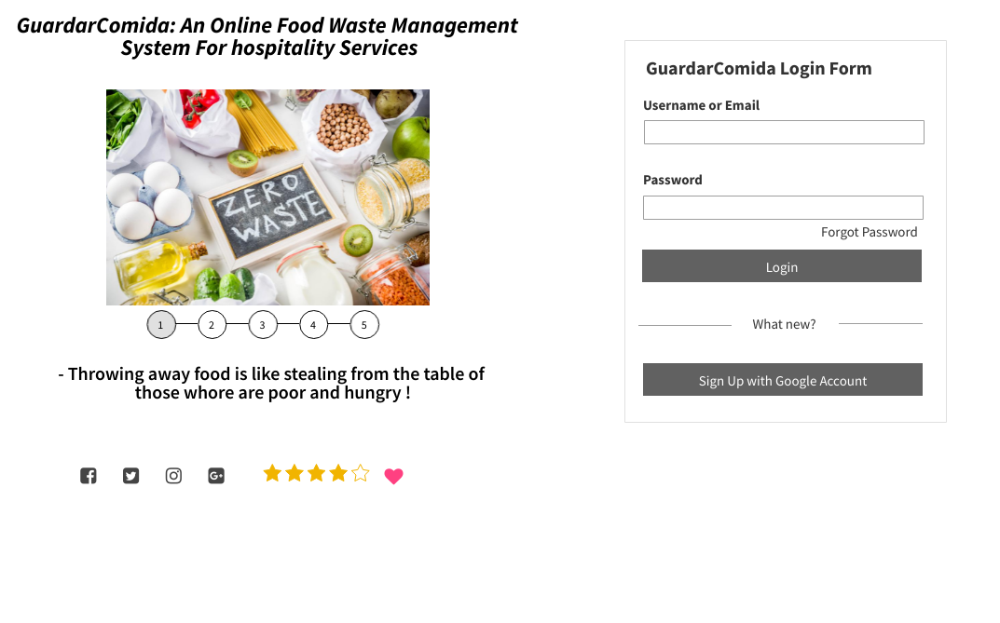 GuardarComida: An Online Food Waste Management
System For hospitality Services
ZERO
WASTE
1 2 3 4 5
- Throwing away food is like stealing from the table of
those whore are poor and hungry !
GuardarComida Login Form
Username or Email
Password
Forgot Password
Login
What new?
Sign Up with Google Account